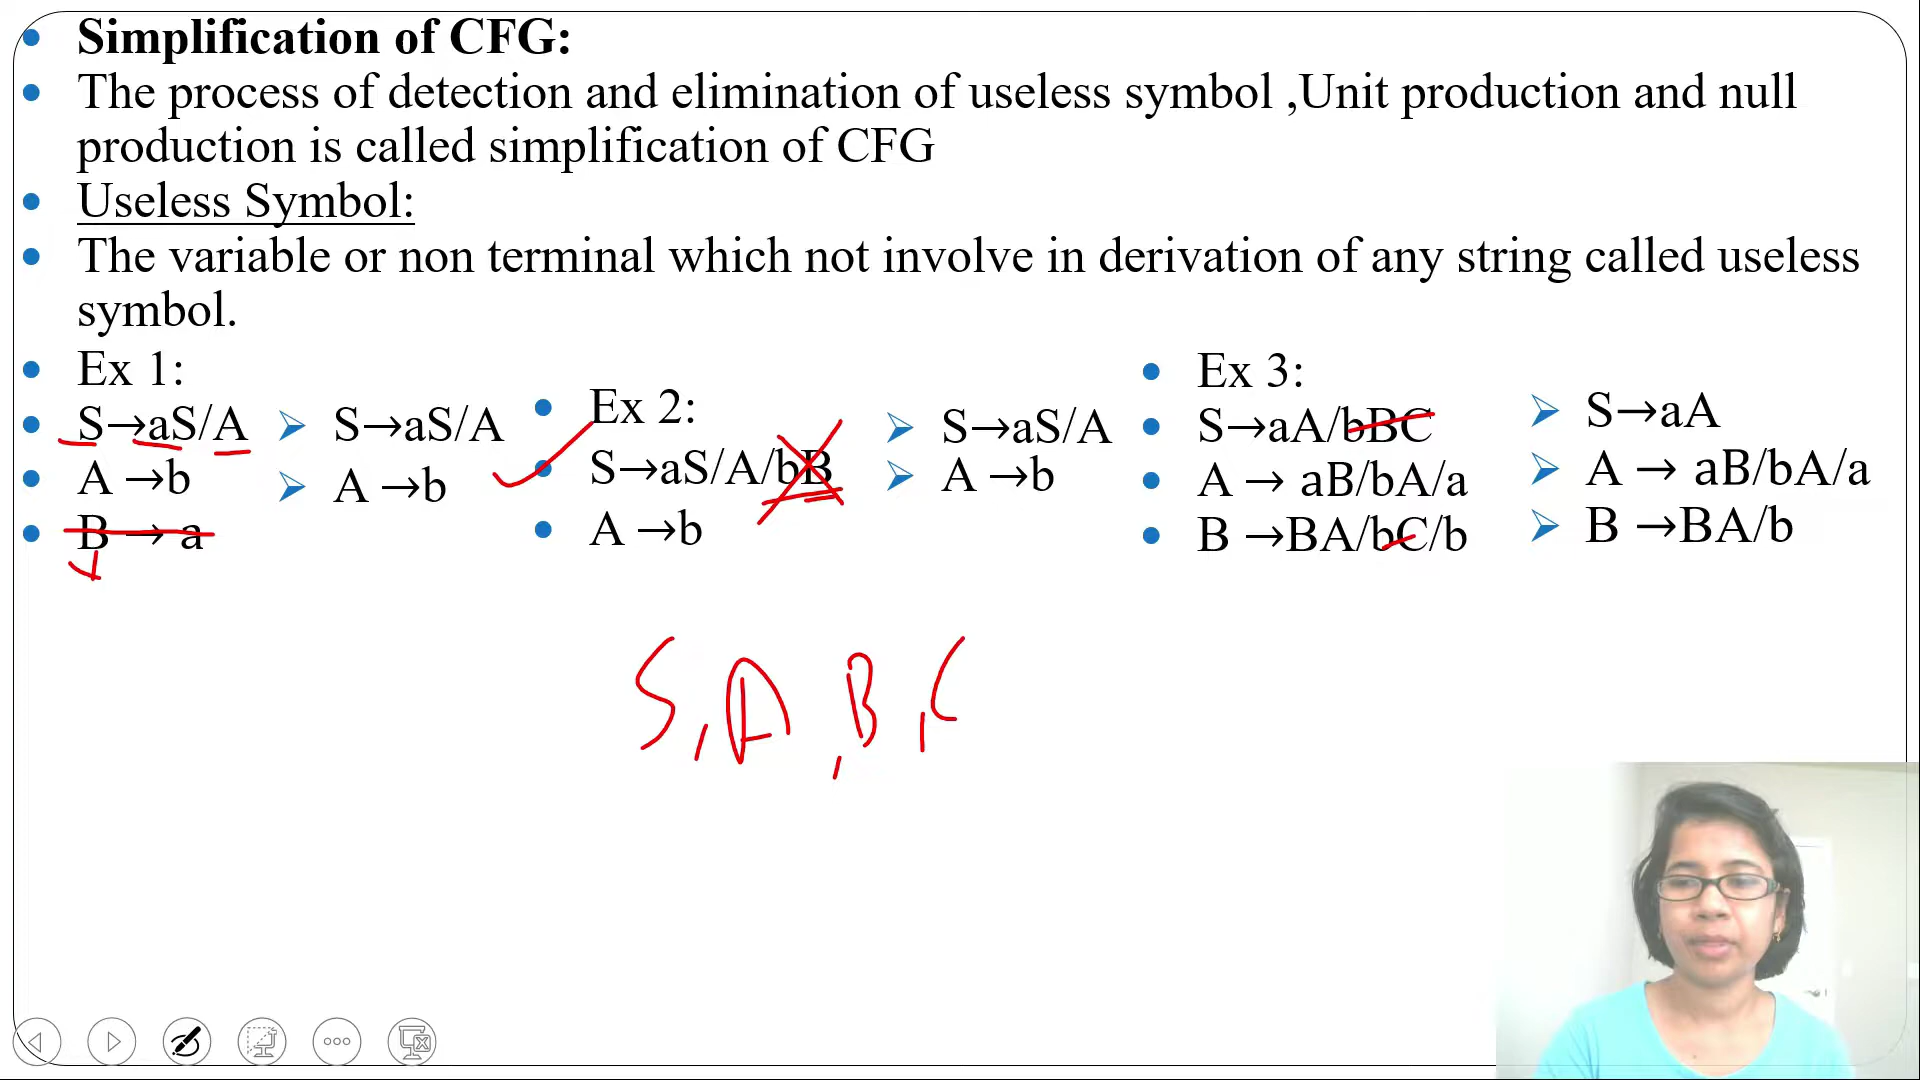 Simplification of CFG:
The process of detection and elimination of useless symbol ,Unit production and null
production is called simplification of CFG
Useless Symbol:
The variable or non terminal which not involve in derivation of any string called useless
symbol.
Ex 1:
S→aS/A
A →b
B → a
S→aS/A
A →b
Ex 2:
S→aS/A/bB
A →b
S→aS/A
A →b
Ex 3:
S→aA/bBC
A → aB/bA/a
B →BA/bC/b
S→aA
A → aB/bA/a
B →BA/b
S, A, B, C